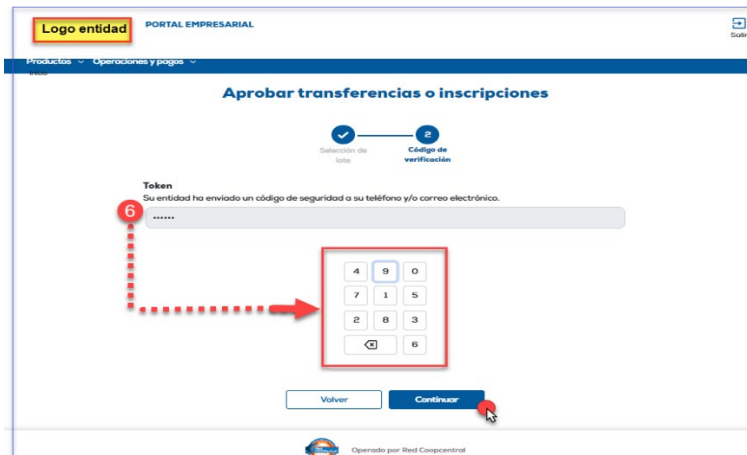 Logo entidad
PORTAL EMPRESARIAL
Salir
Productos Operaciones y pagos
Inicio
Aprobar transferencias o inscripciones
2
Selección de
lote
Código de
verificación
Token
Su entidad ha enviado un código de seguridad a su teléfono y/o correo electrónico.
6
······
4 9 0
7 1 5
2 8 3
6
Volver Continuar
Operado por Red Coopcentral